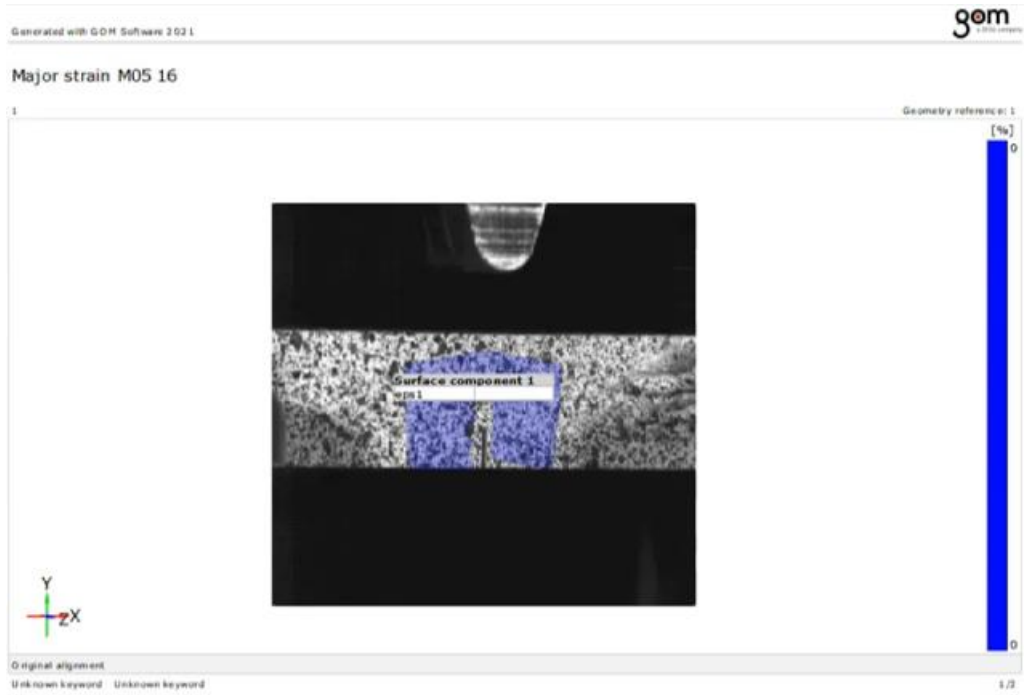 Generated with GOM Software 2021
gom
Major strain M05 16
1
Geometry reference: 1
[%]
0
Surface component 1
eps1
0
Y
Z X
Original alignment
Unknown keyword Unknown keyword
1/2